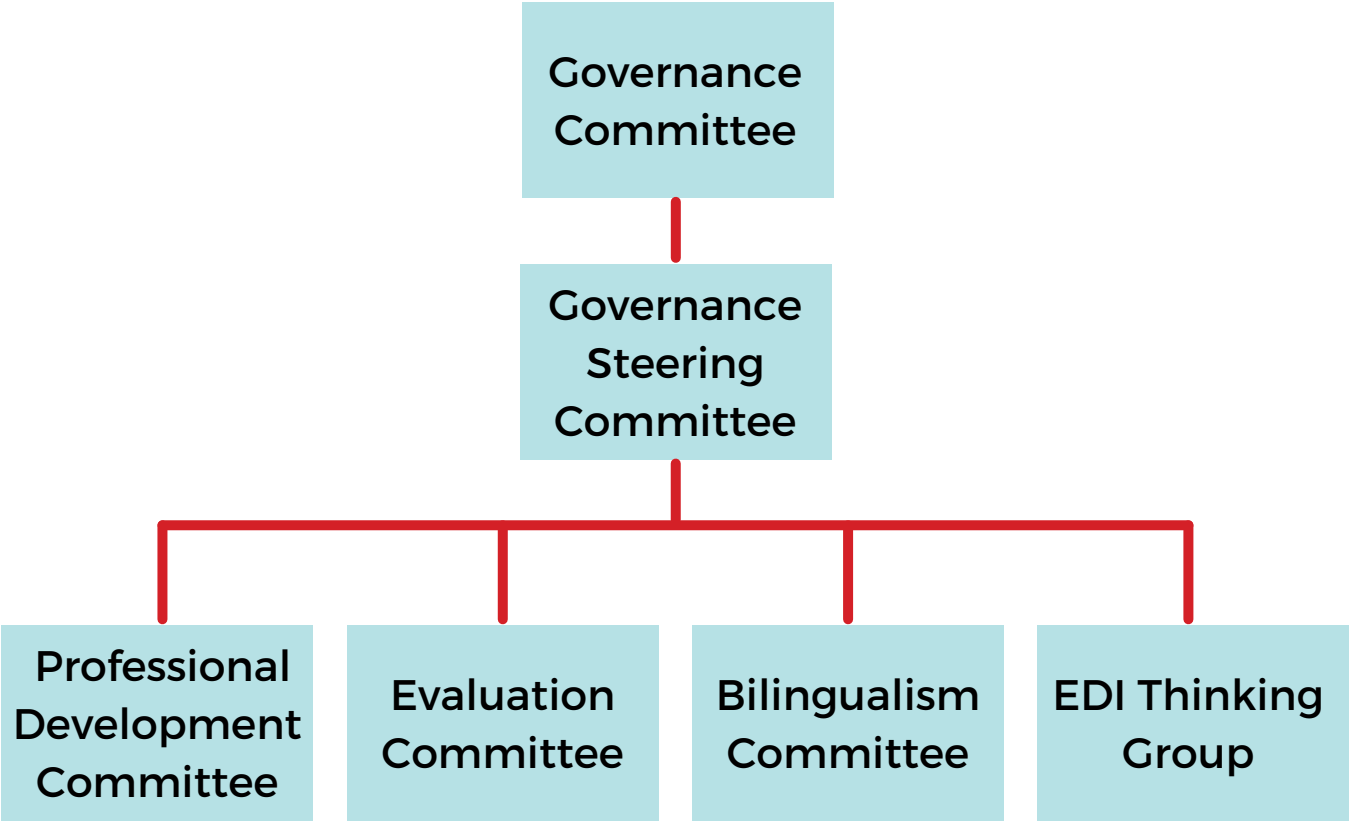 Governance
Committee
Governance
Steering
Committee
Professional
Development
Committee
Evaluation
Committee
Bilingualism
Committee
EDI Thinking
Group